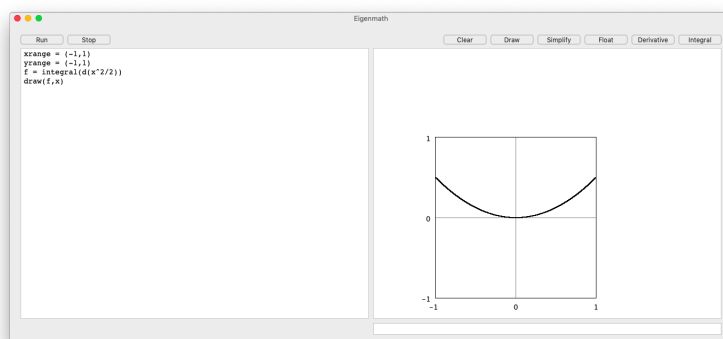 Eigenmath
Run Stop Clear Draw Simplify Float Derivative Integral
xrange = (-1,1)
yrange = (-1,1)
f = integral(d(x^2/2))
draw(f,x)
1
0
-1
-1 0 1